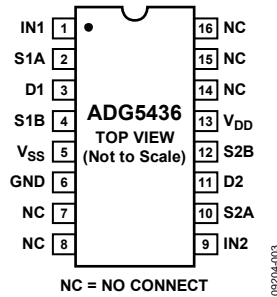 IN1 1 16 NC
S1A 2 15 NC
D1 3 14 NC
S1B 4 13 VDD
VSS 5 12 S2B
GND 6 11 D2
NC 7 10 S2A
NC 8 9 IN2
ADG5436
TOP VIEW
(Not to Scale)
NC = NO CONNECT
09204-003